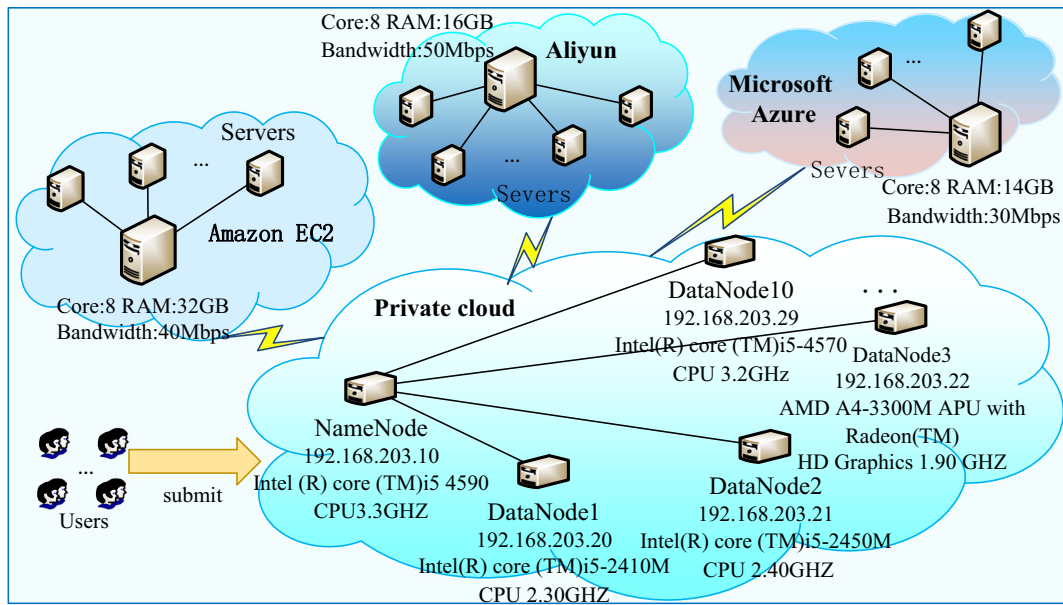 Core:8 RAM:16GB
Bandwidth:50Mbps
Aliyun
...
Severs
Microsoft
Azure
...
Severs
Core:8 RAM:14GB
Bandwidth:30Mbps
Servers
...
Amazon EC2
Core:8 RAM:32GB
Bandwidth:40Mbps
Private cloud
DataNode10
192.168.203.29
Intel(R) core (TM)i5-4570
CPU 3.2GHz
. . .
DataNode3
192.168.203.22
AMD A4-3300M APU with
Radeon(TM)
HD Graphics 1.90 GHZ
NameNode
192.168.203.10
Intel (R) core (TM)i5 4590
CPU3.3GHZ
DataNode1
192.168.203.20
Intel(R) core (TM)i5-2410M
CPU 2.30GHZ
DataNode2
192.168.203.21
Intel(R) core (TM)i5-2450M
CPU 2.40GHZ
...
Users
submit